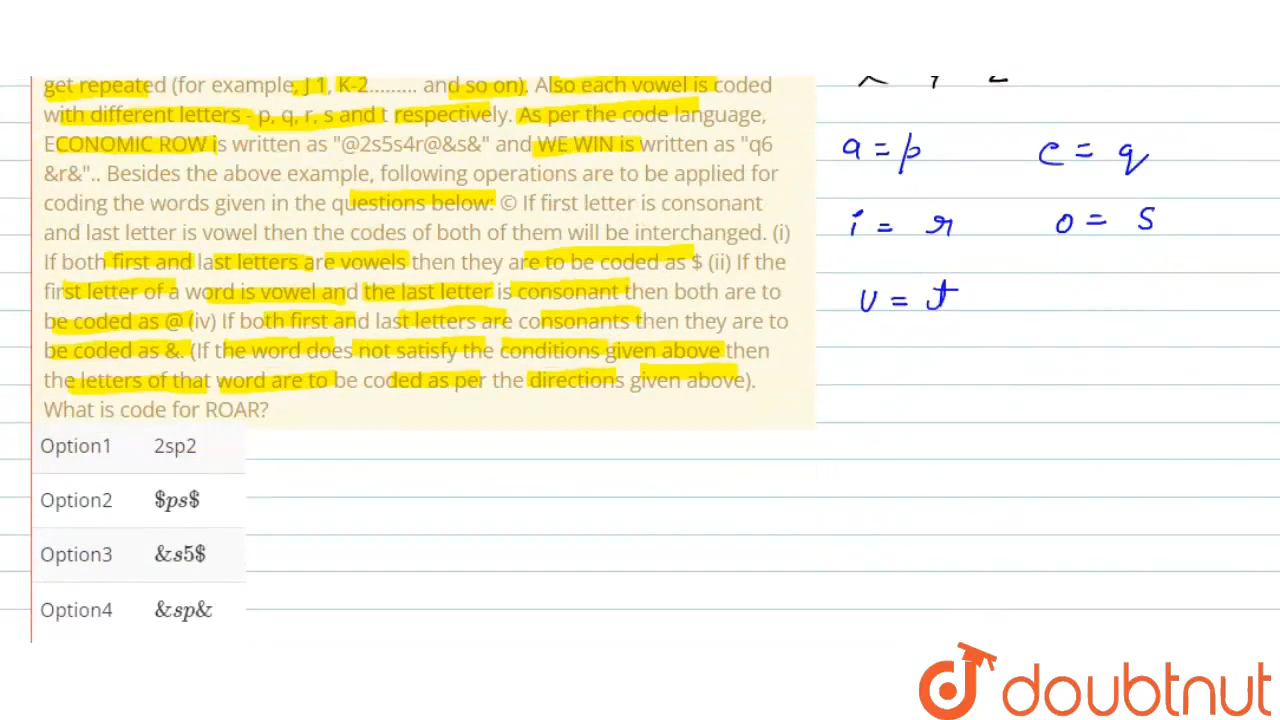 get repeated (for example, J 1, K-2......... and so on). Also each vowel is coded
with different letters - p, q, r, s and t respectively. As per the code language,
ECONOMIC ROW is written as "@2s5s4r@&s&" and WE WIN is written as "q6
&r&".. Besides the above example, following operations are to be applied for
coding the words given in the questions below: © If first letter is consonant
and last letter is vowel then the codes of both of them will be interchanged. (i)
If both first and last letters are vowels then they are to be coded as $ (ii) If the
first letter of a word is vowel and the last letter is consonant then both are to
be coded as @ (iv) If both first and last letters are consonants then they are to
be coded as &. (If the word does not satisfy the conditions given above then
the letters of that word are to be coded as per the directions given above).
What is code for ROAR?
Option1 2sp2
Option2 $ps$
Option3 &s5$
Option4 &sp&
a = p e = q
i = r o = s
u = t
doubtnut